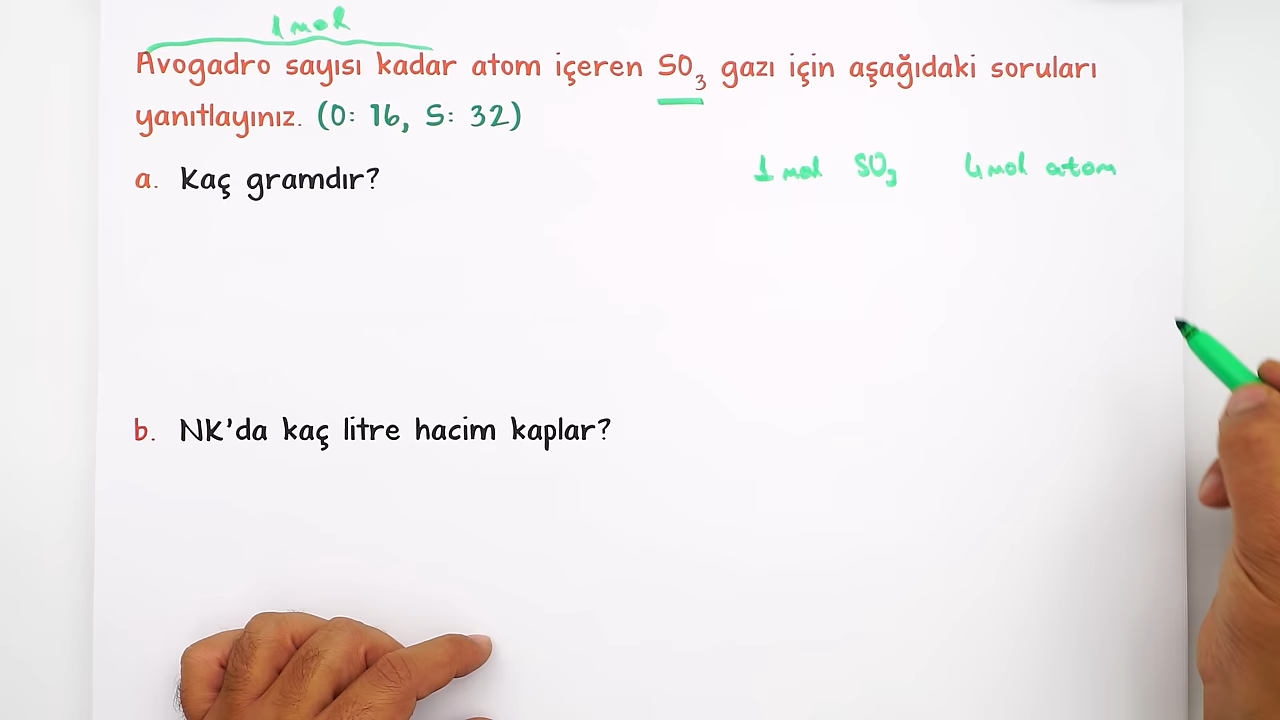 1 mol
Avogadro sayısı kadar atom içeren SO₃ gazı için aşağıdaki soruları
yanıtlayınız. (O: 16, S: 32)
1 mol SO₃ 4 mol atom
a. Kaç gramdır?
b. NK'da kaç litre hacim kaplar?